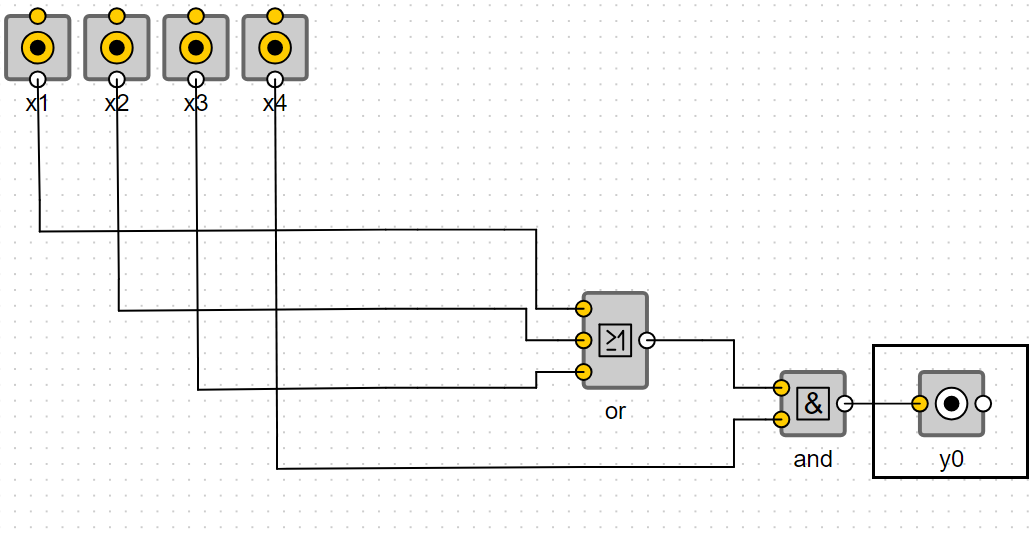 x1 x2 x3 x4
≥1
or
&
and
y0